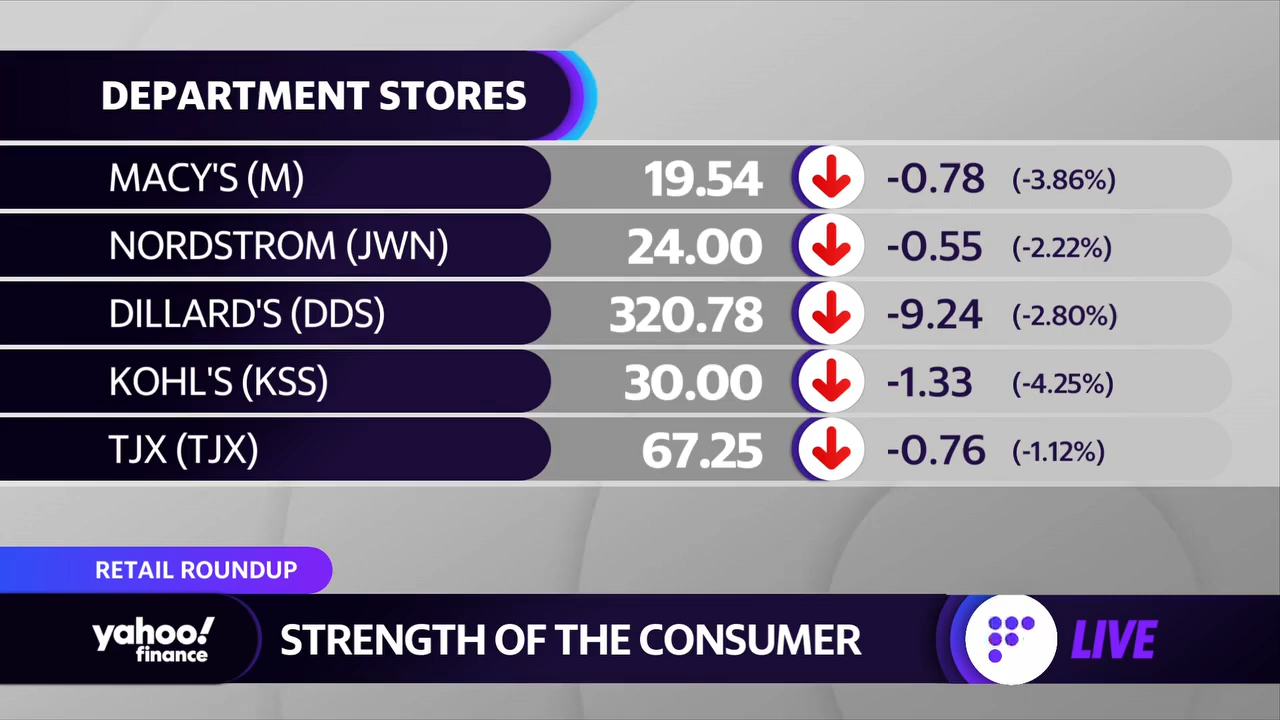 DEPARTMENT STORES
MACY'S (M) 19.54 -0.78 (-3.86%)
NORDSTROM (JWN) 24.00 -0.55 (-2.22%)
DILLARD'S (DDS) 320.78 -9.24 (-2.80%)
KOHL'S (KSS) 30.00 -1.33 (-4.25%)
TJX (TJX) 67.25 -0.76 (-1.12%)
RETAIL ROUNDUP
yahoo!
finance
STRENGTH OF THE CONSUMER
LIVE